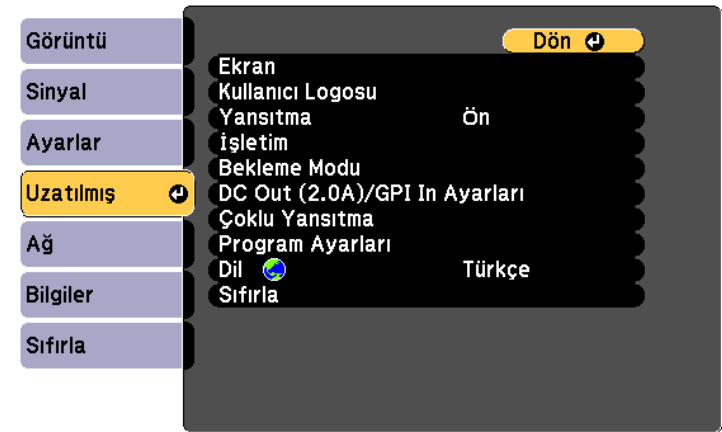 Görüntü
Sinyal
Ayarlar
Uzatılmış
Ağ
Bilgiler
Sıfırla
Dön
Ekran
Kullanıcı Logosu
Yansıtma Ön
İşletim
Bekleme Modu
DC Out (2.0A)/GPI In Ayarları
Çoklu Yansıtma
Program Ayarları
Dil Türkçe
Sıfırla